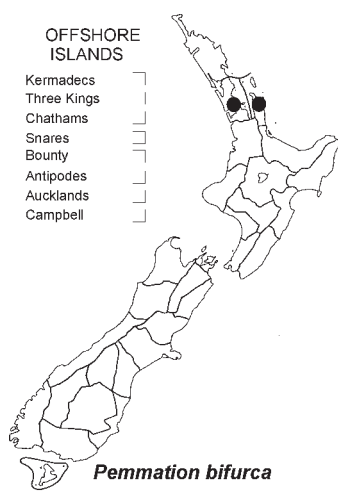 OFFSHORE
ISLANDS
Kermadecs
Three Kings
Chathams
Snares
Bounty
Antipodes
Aucklands
Campbell
Pemmation bifurca